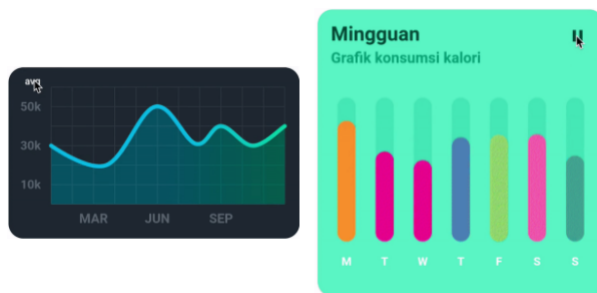 avg
50k
30k
10k
MAR JUN SEP
Mingguan
Grafik konsumsi kalori
M T W T F S S